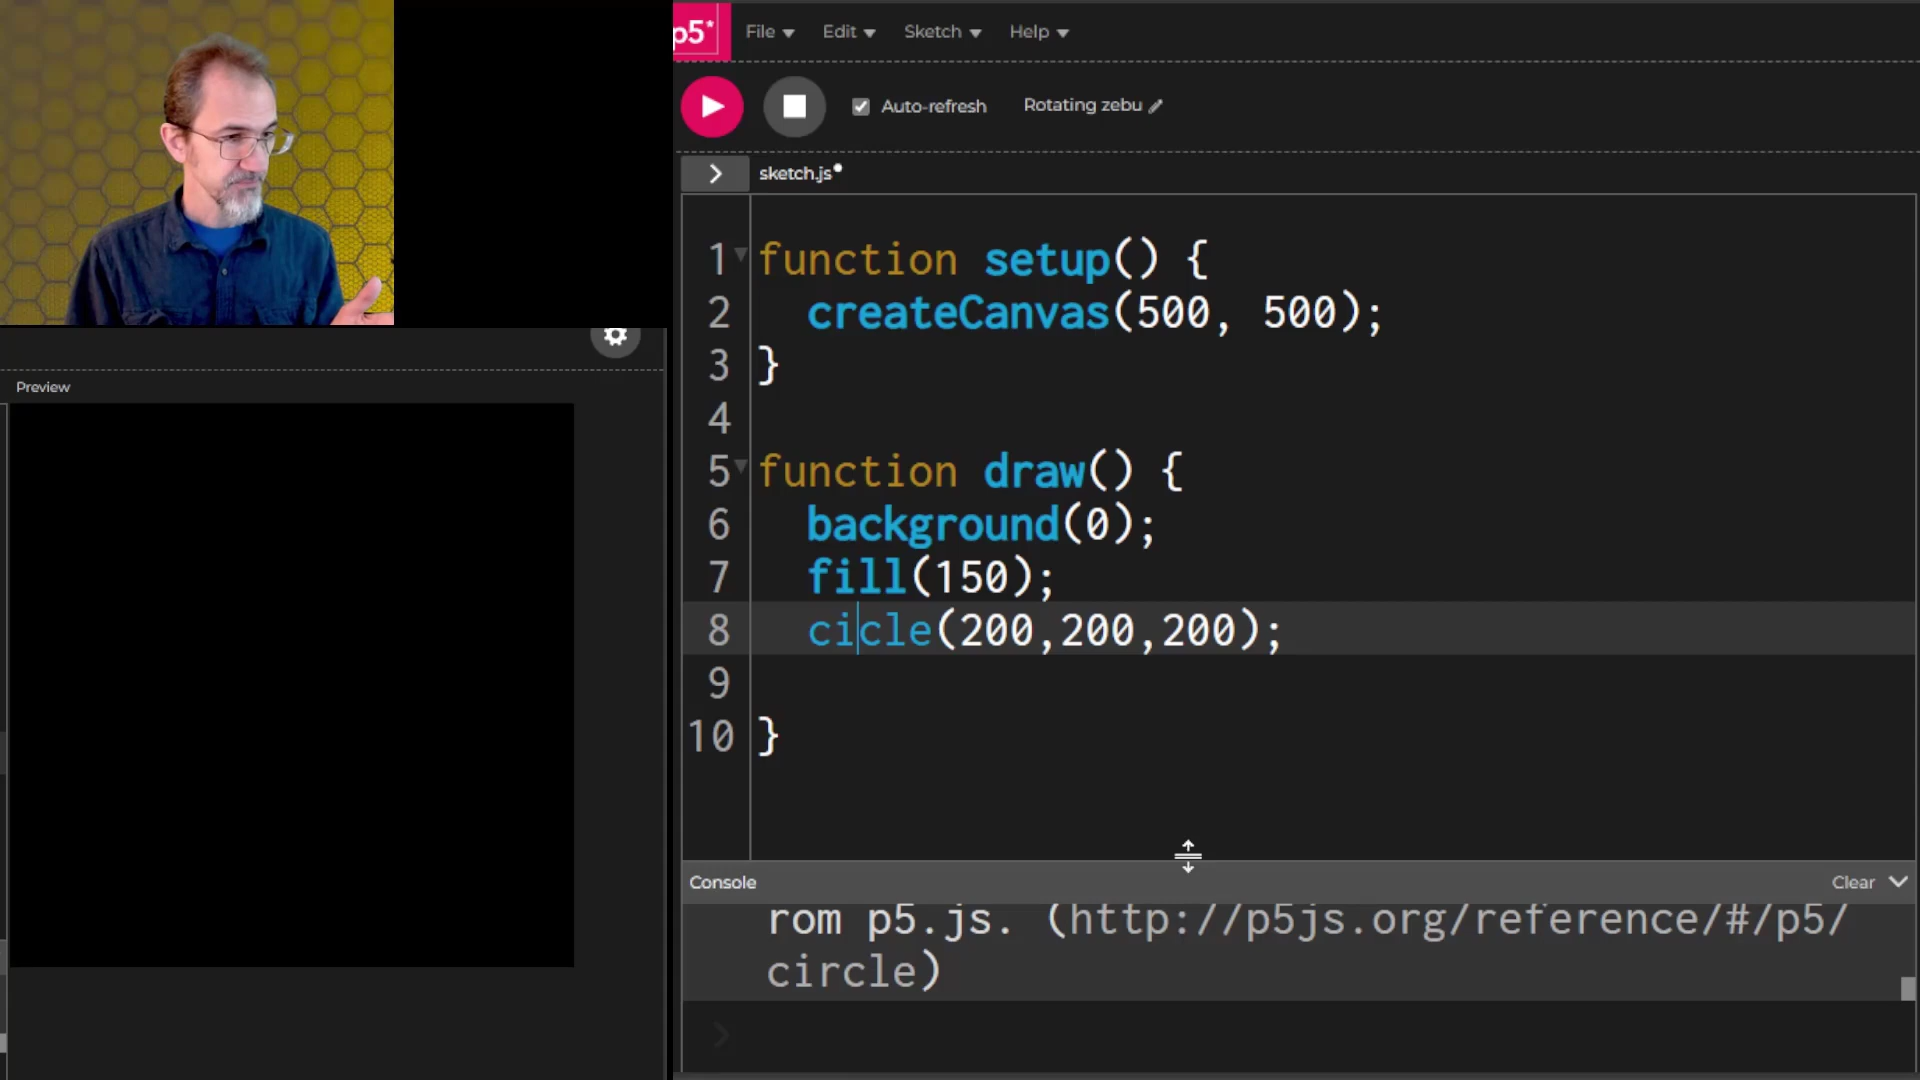 p5*
File
Edit
Sketch
Help
Auto-refresh
Rotating zebu
sketch.js
Preview
1 function setup() {
2 createCanvas(500, 500);
3 }
4
5 function draw() {
6 background(0);
7 fill(150);
8 cicle(200,200,200);
9
10 }
Console
Clear
rom p5.js. (http://p5js.org/reference/#/p5/
circle)
>